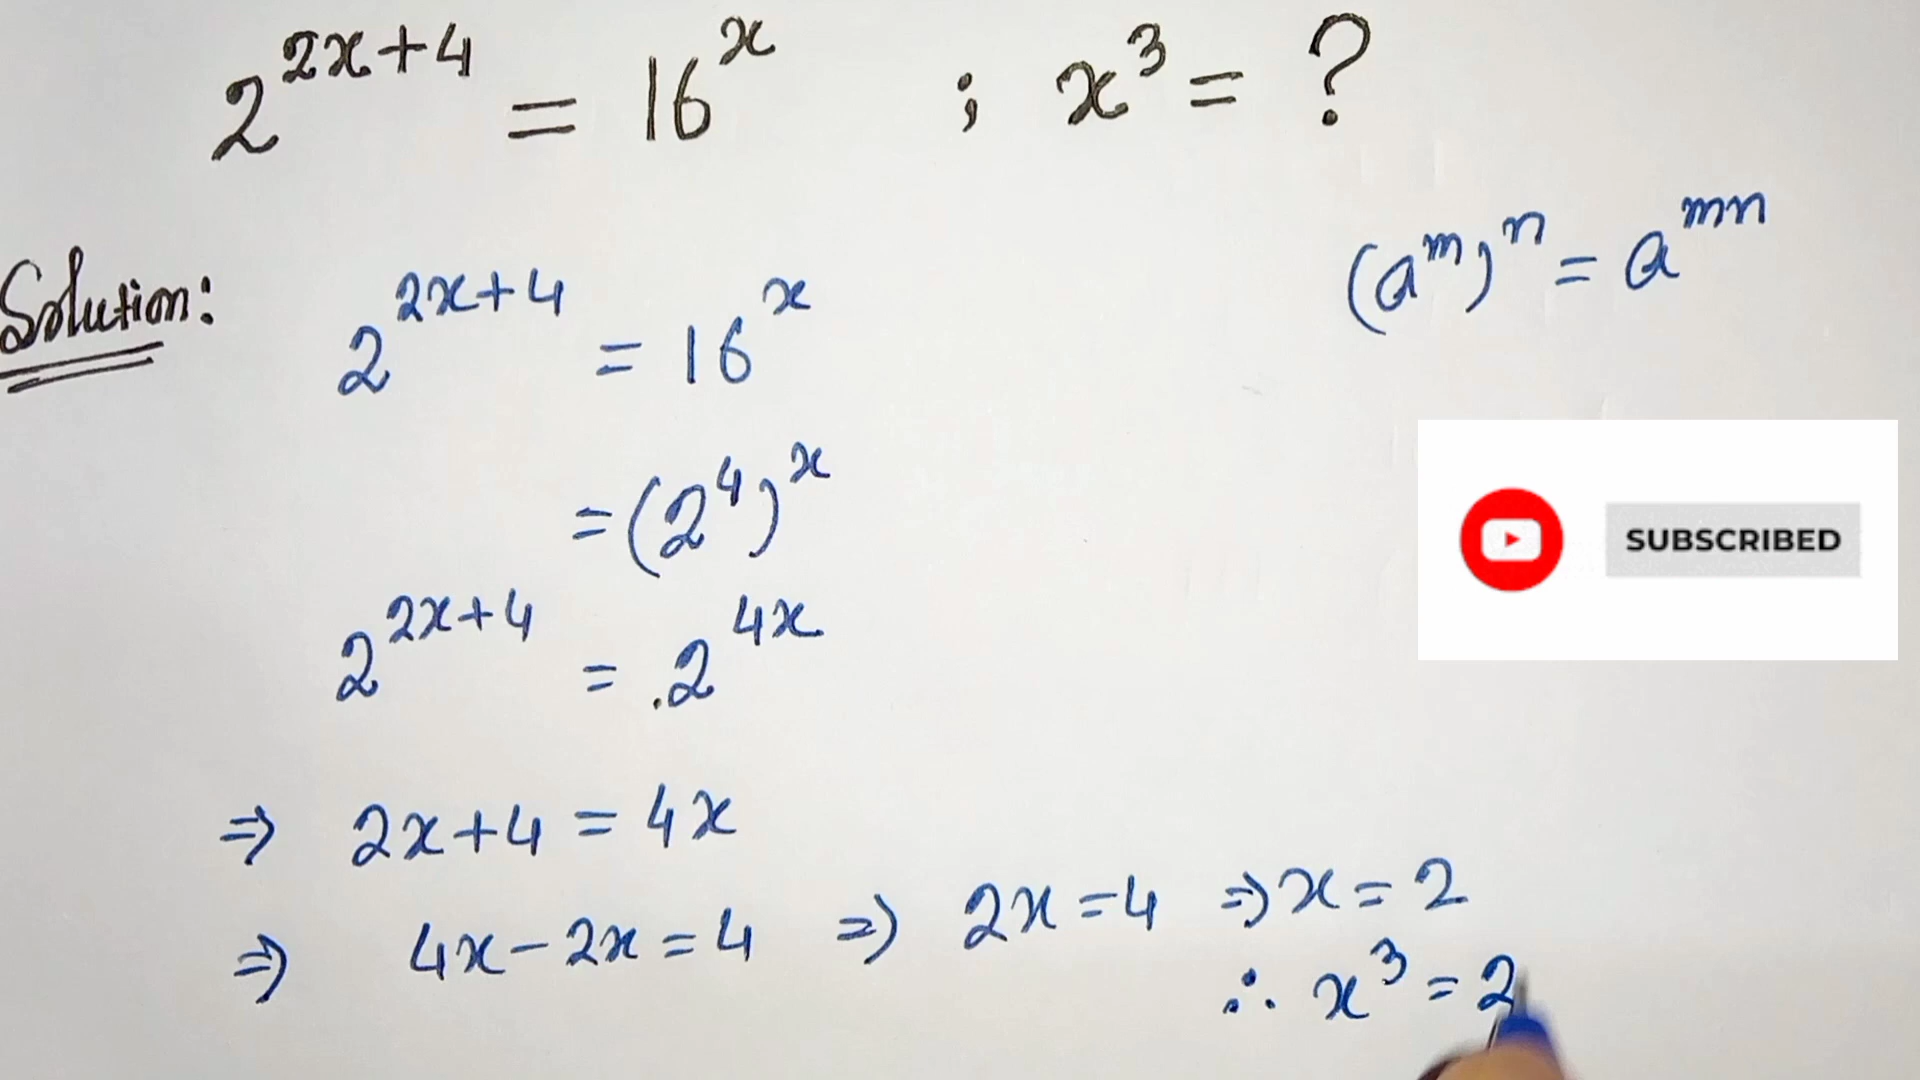 2^{2x+4} = 16^x ; x^3 = ?
(a^m)^n = a^{mn}
Solution: 2^{2x+4} = 16^x
= (2^4)^x
SUBSCRIBED
2^{2x+4} = .2^{4x}
⇒ 2x+4 = 4x
⇒ 4x-2x=4 ⇒ 2x=4 ⇒ x=2
∴ x^3 = 2